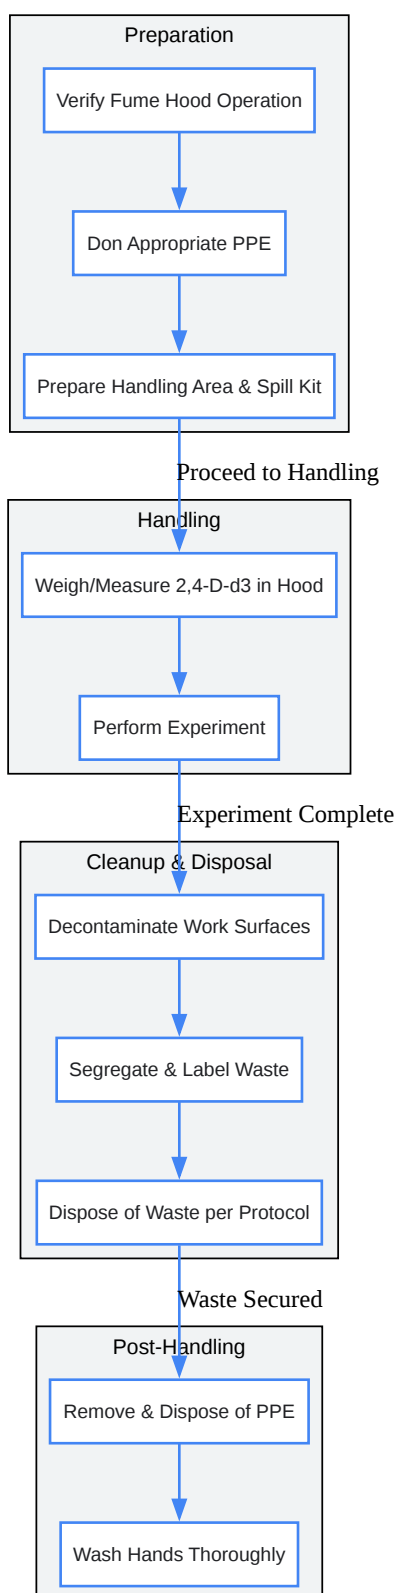 Preparation
Verify Fume Hood Operation
Don Appropriate PPE
Prepare Handling Area & Spill Kit
Proceed to Handling
Handling
Weigh/Measure 2,4-D-d3 in Hood
Perform Experiment
Experiment Complete
Cleanup & Disposal
Decontaminate Work Surfaces
Segregate & Label Waste
Dispose of Waste per Protocol
Waste Secured
Post-Handling
Remove & Dispose of PPE
Wash Hands Thoroughly